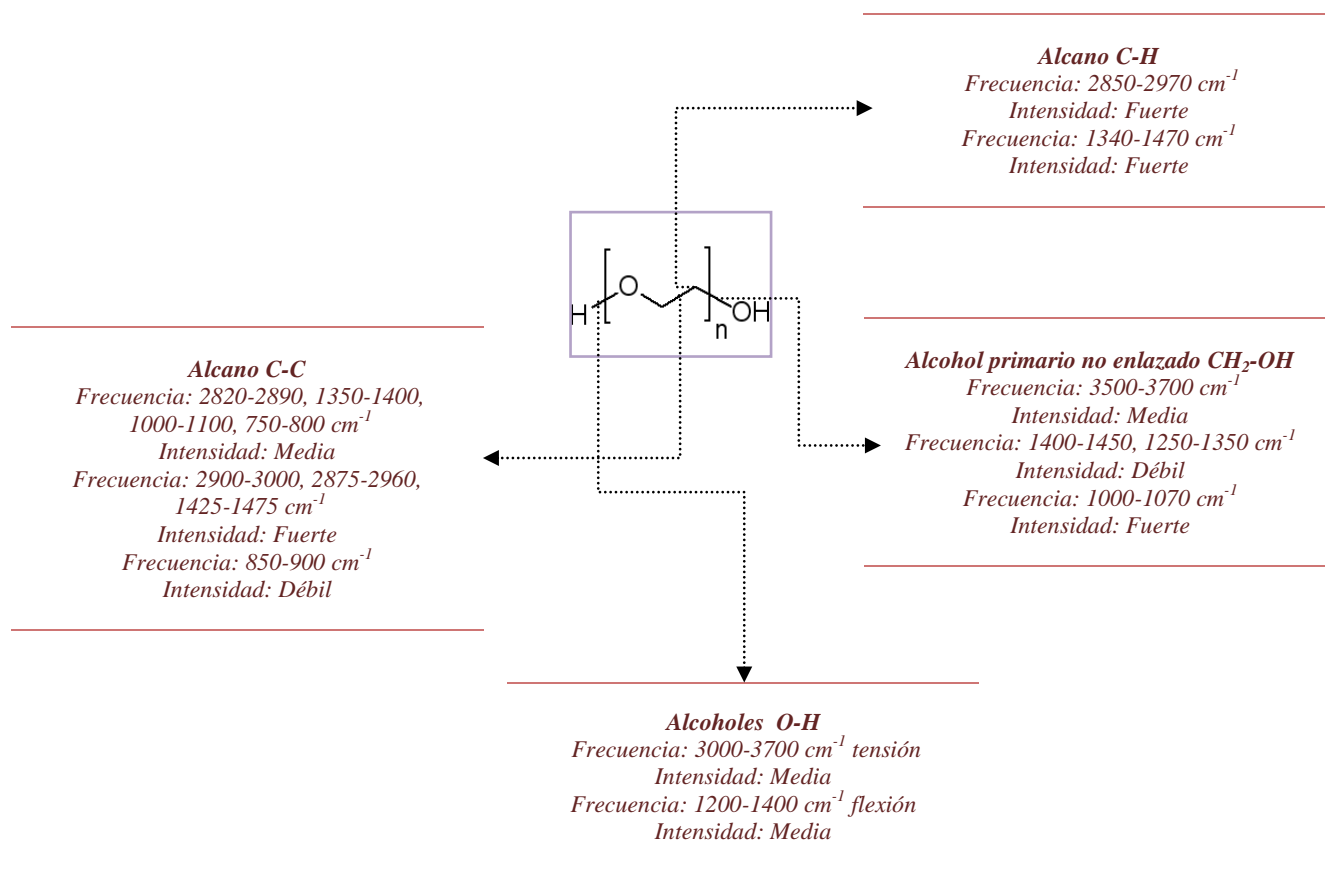 Alcano C-H
Frecuencia: 2850-2970 cm⁻¹
Intensidad: Fuerte
Frecuencia: 1340-1470 cm⁻¹
Intensidad: Fuerte
H
O
n
OH
Alcano C-C
Frecuencia: 2820-2890, 1350-1400,
1000-1100, 750-800 cm⁻¹
Intensidad: Media
Frecuencia: 2900-3000, 2875-2960,
1425-1475 cm⁻¹
Intensidad: Fuerte
Frecuencia: 850-900 cm⁻¹
Intensidad: Débil
Alcohol primario no enlazado CH₂-OH
Frecuencia: 3500-3700 cm⁻¹
Intensidad: Media
Frecuencia: 1400-1450, 1250-1350 cm⁻¹
Intensidad: Débil
Frecuencia: 1000-1070 cm⁻¹
Intensidad: Fuerte
Alcoholes O-H
Frecuencia: 3000-3700 cm⁻¹ tensión
Intensidad: Media
Frecuencia: 1200-1400 cm⁻¹ flexión
Intensidad: Media